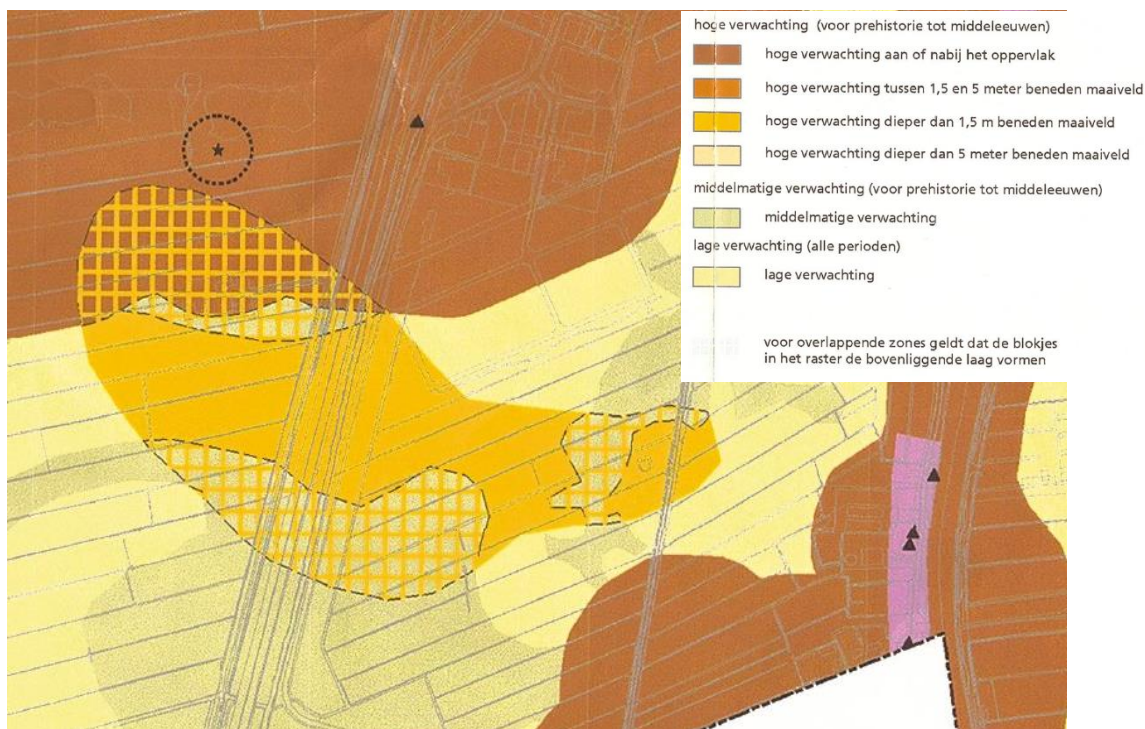 hoge verwachting (voor prehistorie tot middeleeuwen)
hoge verwachting aan of nabij het oppervlak
hoge verwachting tussen 1,5 en 5 meter beneden maaiveld
hoge verwachting dieper dan 1,5 m beneden maaiveld
hoge verwachting dieper dan 5 meter beneden maaiveld
middelmatige verwachting (voor prehistorie tot middeleeuwen)
middelmatige verwachting
lage verwachting (alle perioden)
lage verwachting
voor overlappende zones geldt dat de blokjes
in het raster de bovenliggende laag vormen